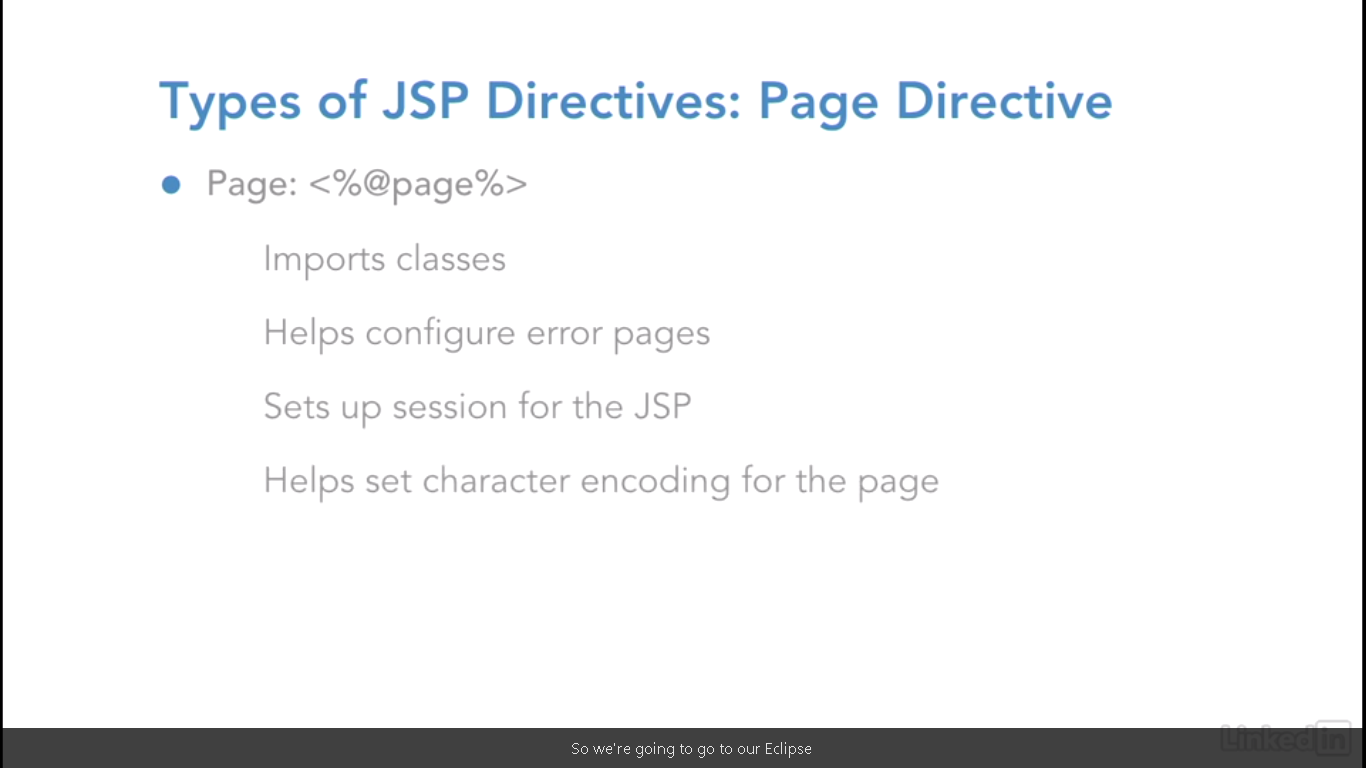 Types of JSP Directives: Page Directive
● Page: <%@page%>
Imports classes
Helps configure error pages
Sets up session for the JSP
Helps set character encoding for the page
Linked in
So we're going to go to our Eclipse